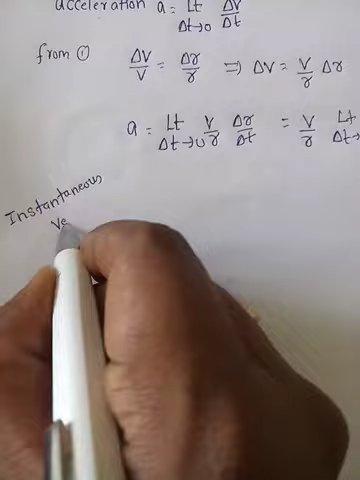 acceleration a = Lt Δt→0 ΔV/Δt
from ① ΔV/V = Δr/r ⇒ ΔV = V/r Δr
a = Lt Δt→0 V/r Δr/Δt = V/r Lt Δt→
Instantaneous
Ve